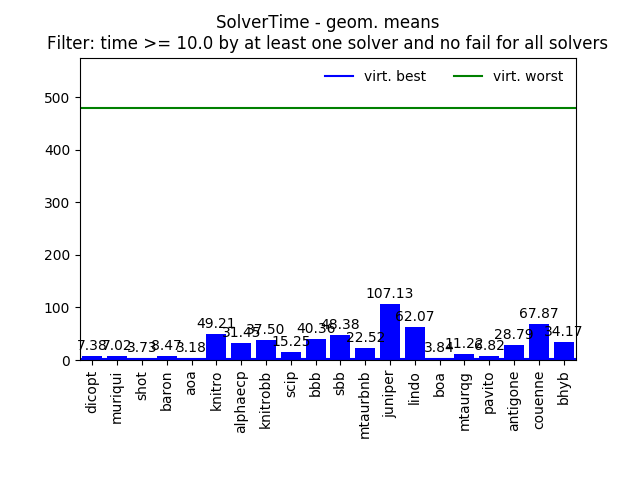 SolverTime - geom. means
Filter: time >= 10.0 by at least one solver and no fail for all solvers
virt. best
virt. worst
500
400
300
200
100
0
7.38
7.02
3.73
8.47
3.18
49.21
31.45
37.50
15.25
40.36
48.38
22.52
107.13
62.07
3.84
11.22
6.82
28.79
67.87
34.17
dicopt
muriqui
shot
baron
aoa
knitro
alphaecp
knitrobb
scip
bbb
sbb
mtaurbnb
juniper
lindo
boa
mtaurqg
pavito
antigone
couenne
bhyb